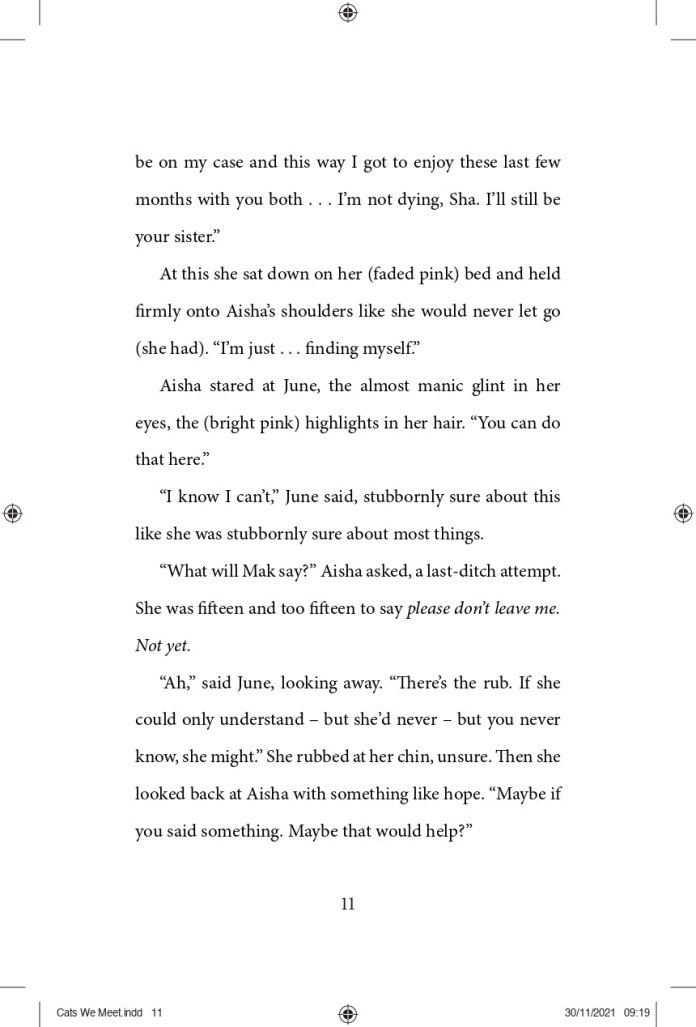 be on my case and this way I got to enjoy these last few
months with you both . . . I’m not dying, Sha. I’ll still be
your sister.”
At this she sat down on her (faded pink) bed and held
firmly onto Aisha’s shoulders like she would never let go
(she had). “I’m just . . . finding myself.”
Aisha stared at June, the almost manic glint in her
eyes, the (bright pink) highlights in her hair. “You can do
that here.”
“I know I can’t,” June said, stubbornly sure about this
like she was stubbornly sure about most things.
“What will Mak say?” Aisha asked, a last-ditch attempt.
She was fifteen and too fifteen to say please don’t leave me.
Not yet.
“Ah,” said June, looking away. “There’s the rub. If she
could only understand – but she’d never – but you never
know, she might.” She rubbed at her chin, unsure. Then she
looked back at Aisha with something like hope. “Maybe if
you said something. Maybe that would help?”
11
Cats We Meet.indd 11
30/11/2021 09:19